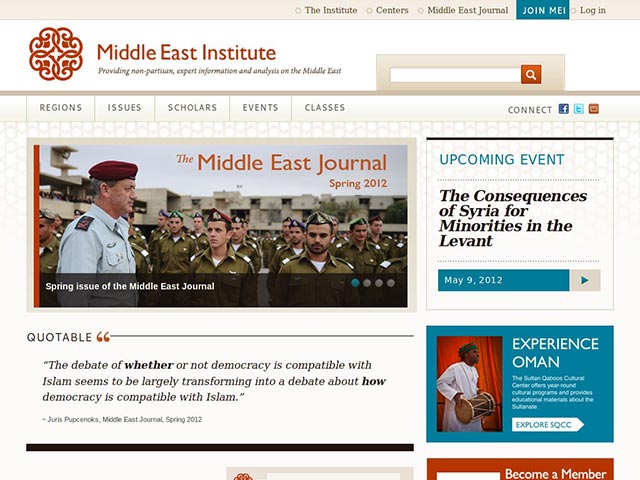 The Institute
Centers
Middle East Journal
JOIN MEI
Log in
Middle East Institute
Providing non-partisan, expert information and analysis on the Middle East
REGIONS
ISSUES
SCHOLARS
EVENTS
CLASSES
CONNECT
The Middle East Journal
Spring 2012
Spring issue of the Middle East Journal
UPCOMING EVENT
The Consequences
of Syria for
Minorities in the
Levant
May 9, 2012
QUOTABLE
“The debate of whether or not democracy is compatible with
Islam seems to be largely transforming into a debate about how
democracy is compatible with Islam.”
~ Juris Pupcenoks, Middle East Journal, Spring 2012
EXPERIENCE
OMAN
The Sultan Qaboos Cultural
Center offers year-round
cultural programs and provides
educational materials about the
Sultanate
EXPLORE SQCC
Become a Member